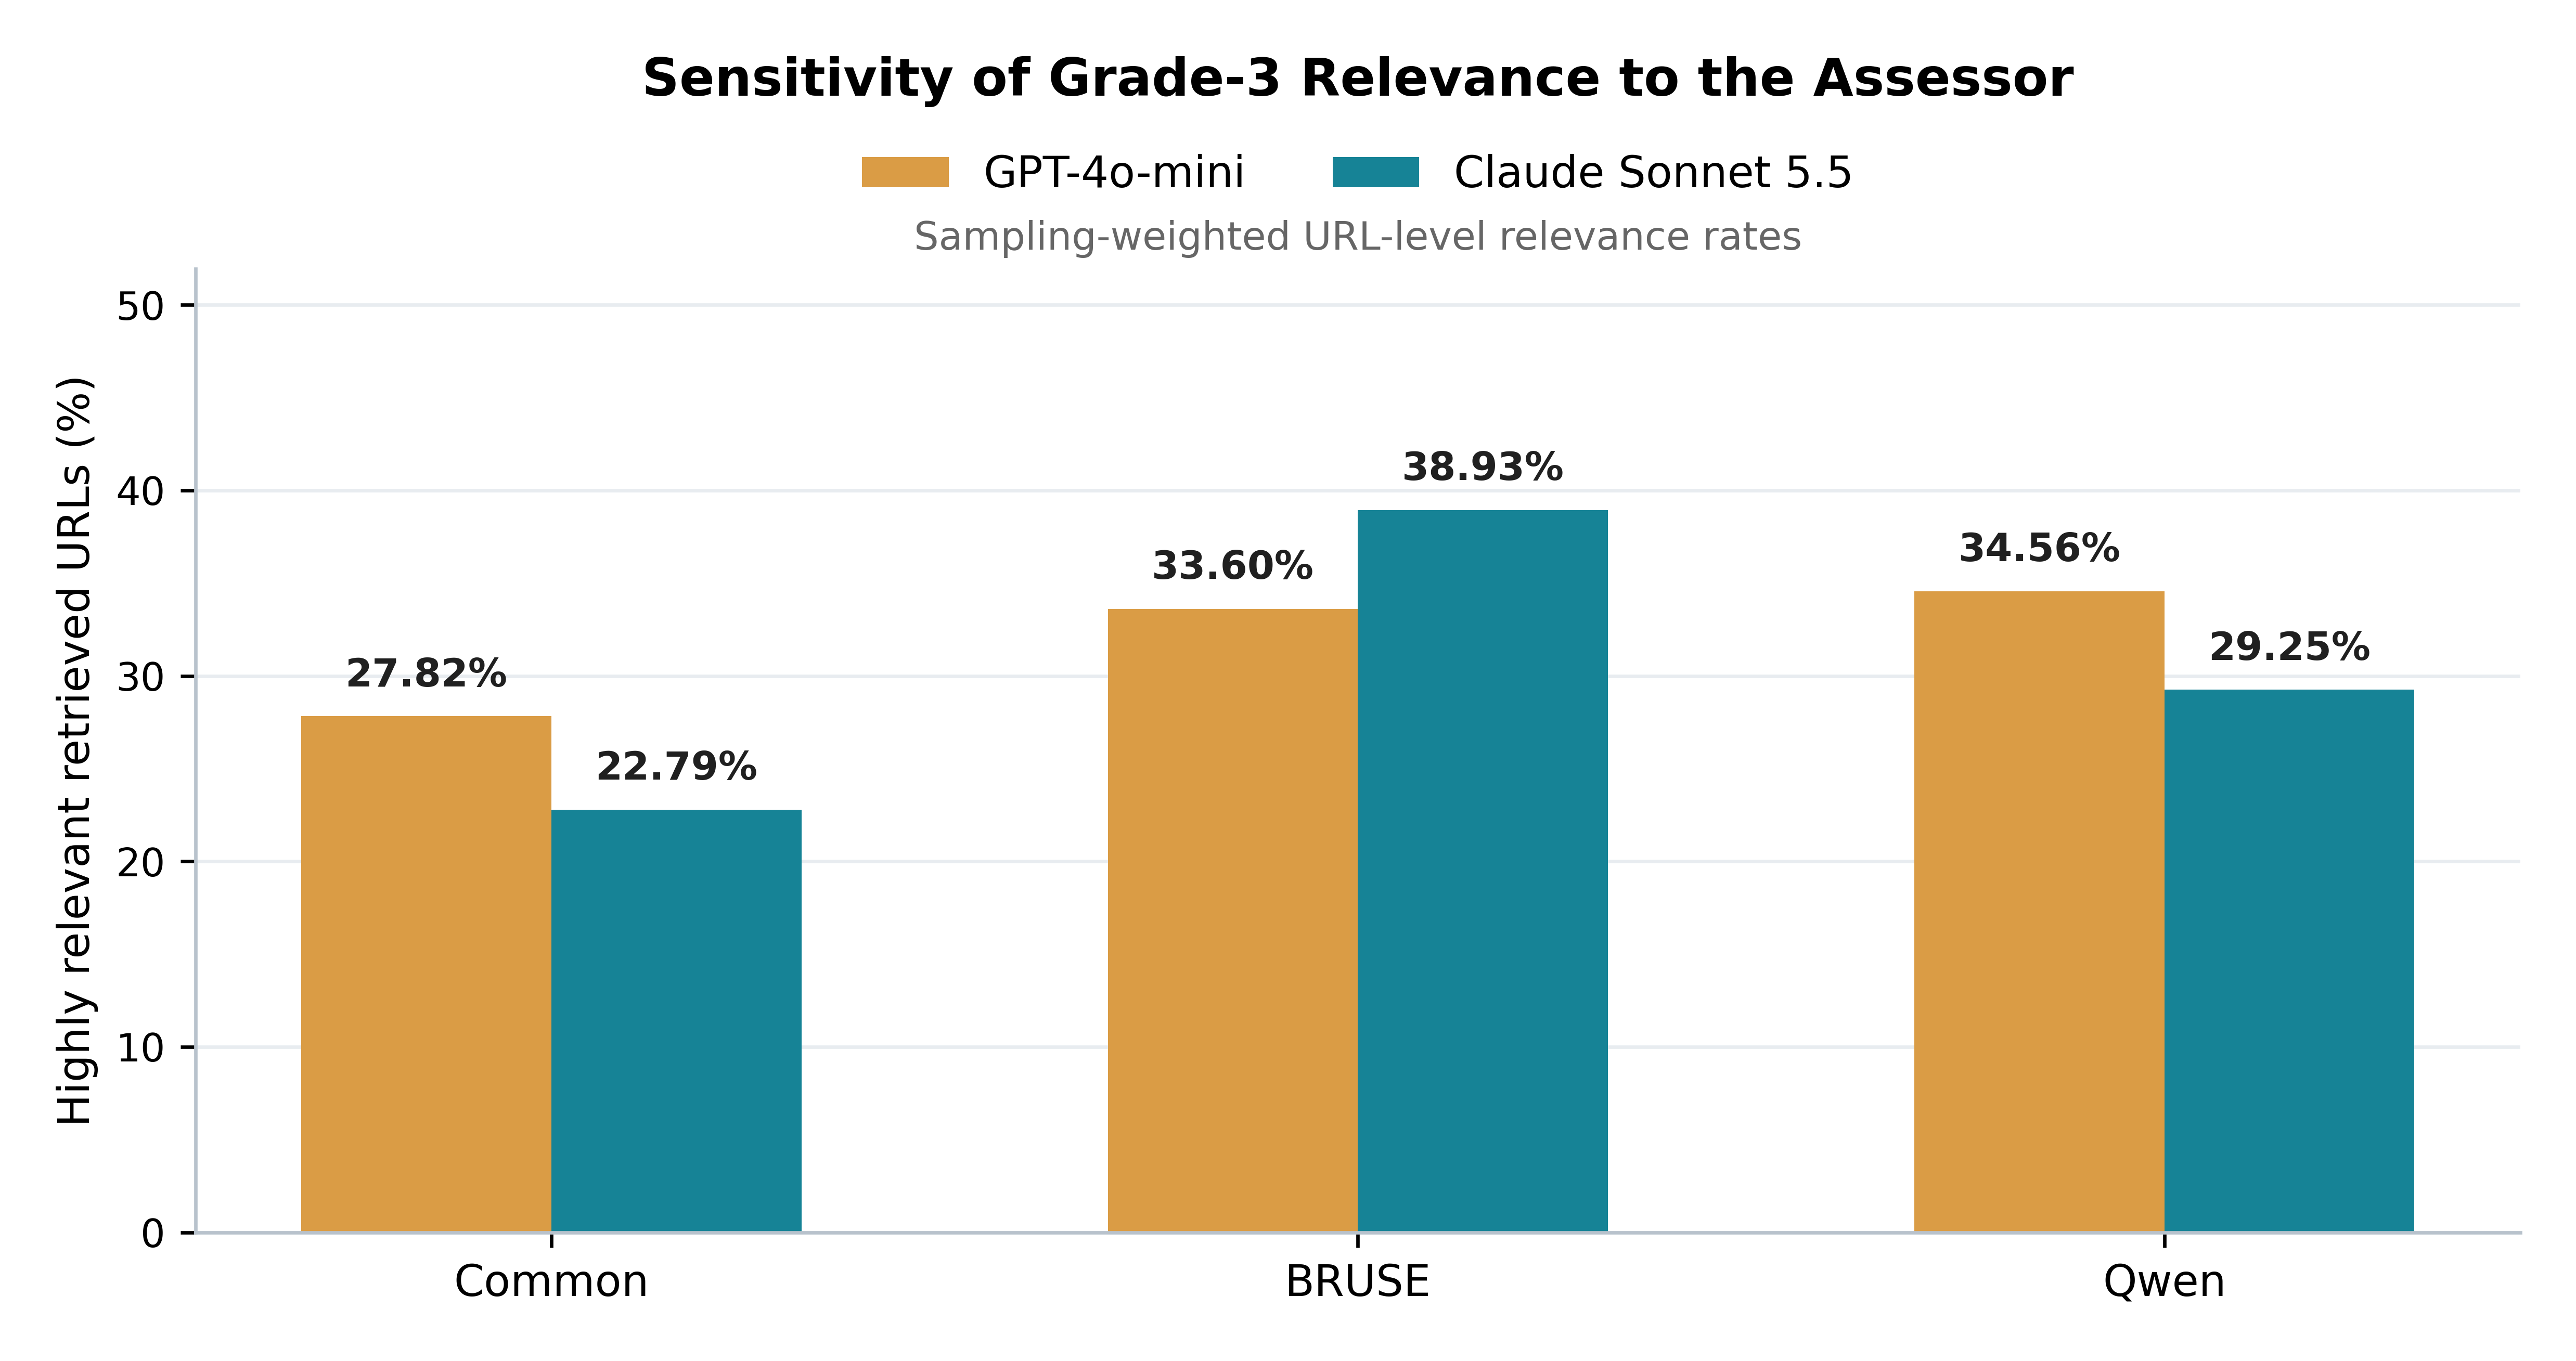 Sensitivity of Grade-3 Relevance to the Assessor
GPT-4o-mini
Claude Sonnet 5.5
Sampling-weighted URL-level relevance rates
Highly relevant retrieved URLs (%)
50
40
30
20
10
0
27.82%
22.79%
33.60%
38.93%
34.56%
29.25%
Common
BRUSE
Qwen